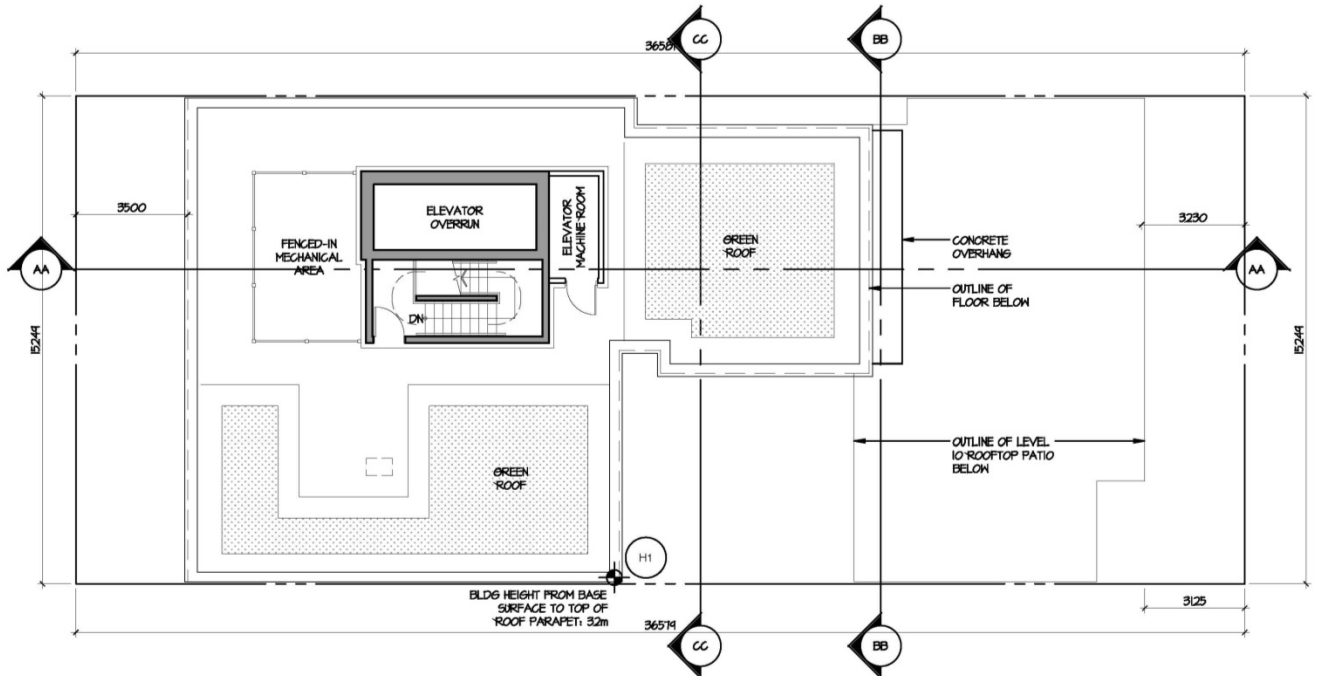 CC
BB
3500
ELEVATOR
OVERRUN
ELEVATOR
MACHINE ROOM
FENCED-IN
MECHANICAL
AREA
GREEN
ROOF
3230
CONCRETE
OVERHANG
AA
AA
OUTLINE OF
FLOOR BELOW
DN
15244
15244
OUTLINE OF LEVEL
10 ROOFTOP PATIO
BELOW
GREEN
ROOF
H1
BLDG HEIGHT FROM BASE
SURFACE TO TOP OF
ROOF PARAPET: 32m
36579
3125
CC
BB